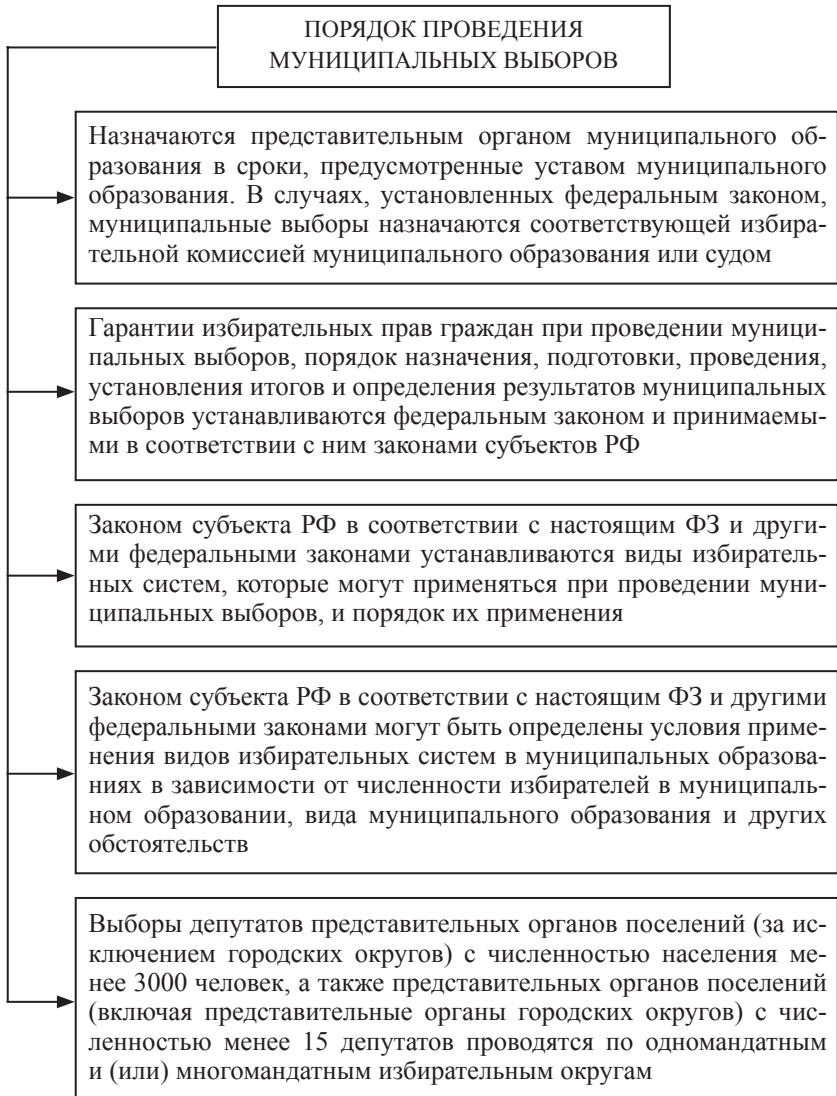 ПОРЯДОК ПРОВЕДЕНИЯ
МУНИЦИПАЛЬНЫХ ВЫБОРОВ
Назначаются представительным органом муниципального об-
разования в сроки, предусмотренные уставом муниципального
образования. В случаях, установленных федеральным законом,
муниципальные выборы назначаются соответствующей избира-
тельной комиссией муниципального образования или судом
Гарантии избирательных прав граждан при проведении муници-
пальных выборов, порядок назначения, подготовки, проведения,
установления итогов и определения результатов муниципальных
выборов устанавливаются федеральным законом и принимаемы-
ми в соответствии с ним законами субъектов РФ
Законом субъекта РФ в соответствии с настоящим ФЗ и други-
ми федеральными законами устанавливаются виды избиратель-
ных систем, которые могут применяться при проведении муни-
ципальных выборов, и порядок их применения
Законом субъекта РФ в соответствии с настоящим ФЗ и другими
федеральными законами могут быть определены условия приме-
нения видов избирательных систем в муниципальных образова-
ниях в зависимости от численности избирателей в муниципаль-
ном образовании, вида муниципального образования и других
обстоятельств
Выборы депутатов представительных органов поселений (за ис-
ключением городских округов) с численностью населения ме-
нее 3000 человек, а также представительных органов поселений
(включая представительные органы городских округов) с чис-
ленностью менее 15 депутатов проводятся по одномандатным
и (или) многомандатным избирательным округам